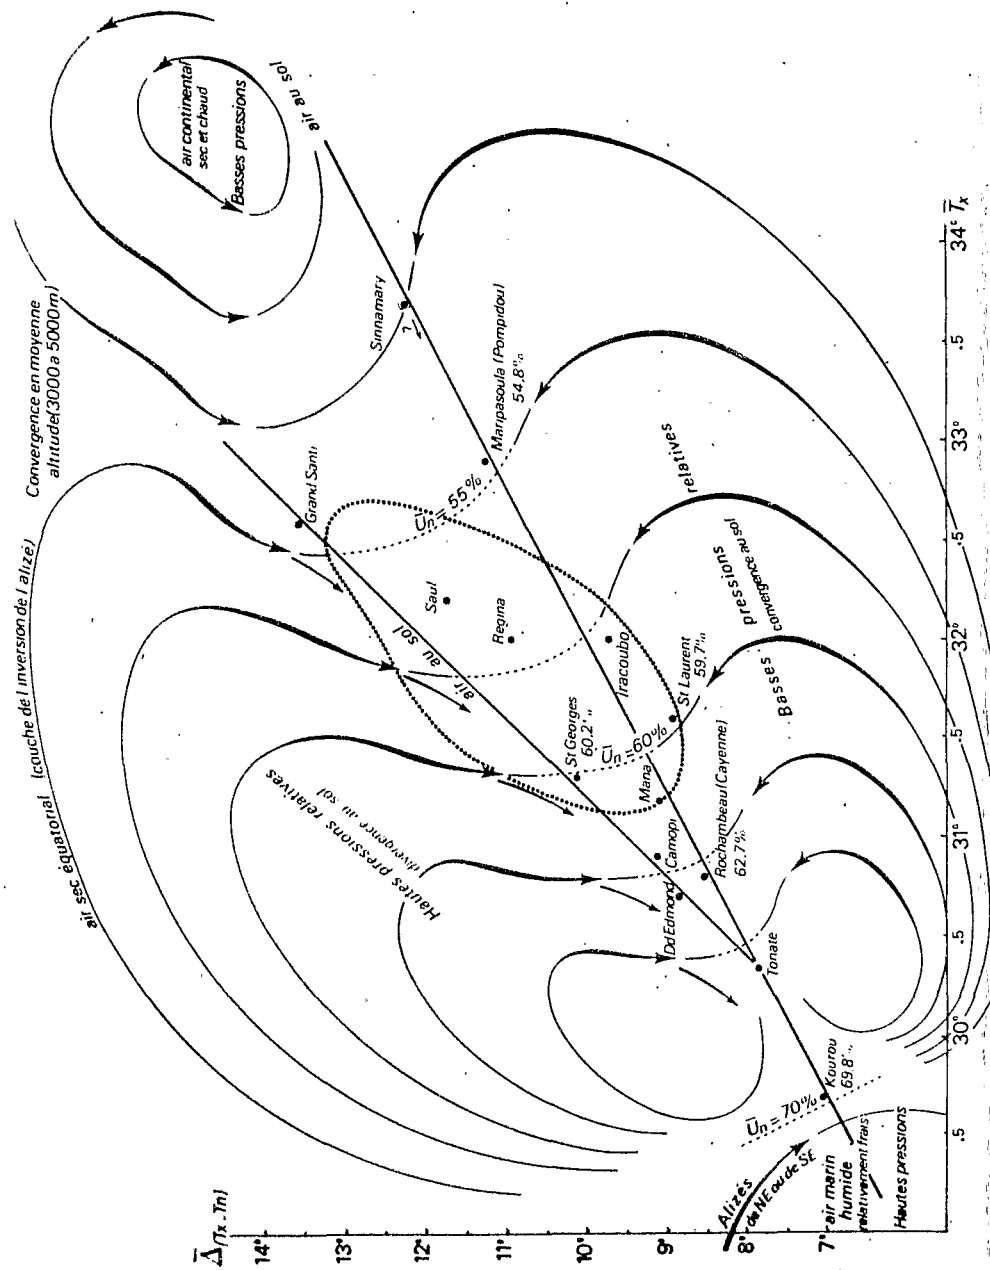 air sec équatorial (couche de l'inversion de l'alizé)
Convergence en moyenne
altitude(3000 a 5000m)
air continental
sec et chaud
Basses pressions
air au sol
Hautes pressions relatives
divergence au sol
air au sol
Grand Santi
Saul
Regina
Sinnamary
?
Maripasoula (Pompidou)
54.8%
Un = 55%
Iracoubo
St Georges
60.2%
Un = 60%
St Laurent
59.7%
Mana
Camopi
Dd Edmond
Rochambeau (Cayenne)
62.7%
Tonate
Kourou
69.8%
Un = 70%
Basses pressions relatives
convergence au sol
Alizés
de NE ou de SE
air marin
humide
relativement frais
Hautes pressions
Δ(Tx - Tn)
14°
13°
12°
11°
10°
9°
8°
7°
.5
30°
.5
31°
.5
32°
.5
33°
.5
34°
Tx